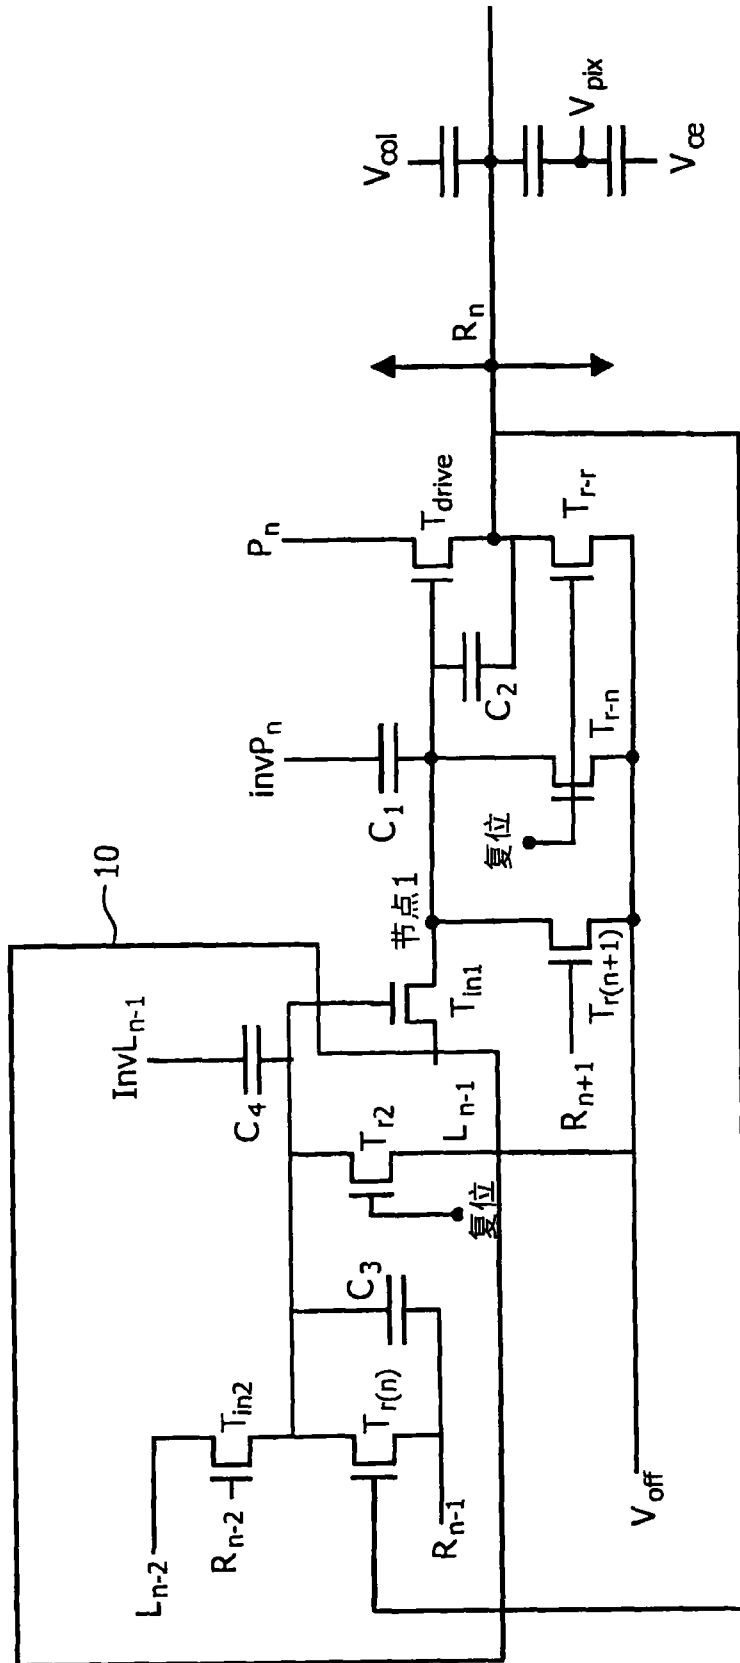 10
InvL_{n-1}
C_4
L_{n-2}
T_{in2}
R_{n-2}
T_{r(n)}
C_3
R_{n-1}
T_{r2}
复位
L_{n-1}
T_{in1}
节点1
invP_n
C_1
P_n
T_{drive}
C_2
R_n
V_{col}
V_{pix}
V_{ce}
R_{n+1}
T_{r(n+1)}
复位
T_{r-n}
T_{r-r}
V_{off}